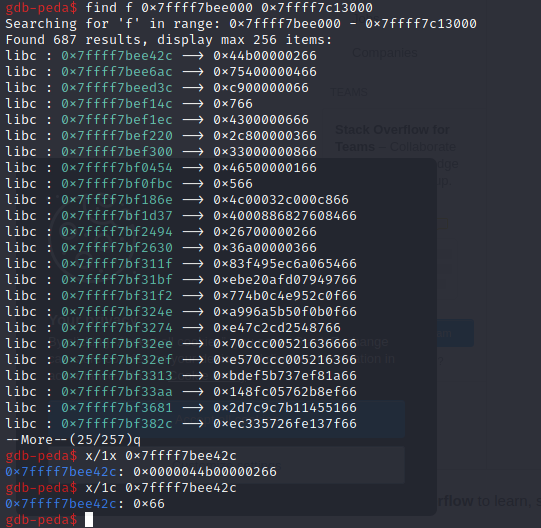 gdb-peda$ find f 0×7ffff7bee000 0×7ffff7c13000
Searching for 'f' in range: 0×7ffff7bee000 - 0×7ffff7c13000
Found 687 results, display max 256 items:
libc : 0×7ffff7bee42c ⟶ 0×44b00000266
libc : 0×7ffff7bee6ac ⟶ 0×75400000466
libc : 0×7ffff7beed3c ⟶ 0×c900000066
libc : 0×7ffff7bef14c ⟶ 0×766
libc : 0×7ffff7bef1ec ⟶ 0×4300000666
libc : 0×7ffff7bef220 ⟶ 0×2c800000366
libc : 0×7ffff7bef300 ⟶ 0×33000000866
libc : 0×7ffff7bf0454 ⟶ 0×46500000166
libc : 0×7ffff7bf0fbc ⟶ 0×566
libc : 0×7ffff7bf186e ⟶ 0×4c00032c000c866
libc : 0×7ffff7bf1d37 ⟶ 0×4000886827608466
libc : 0×7ffff7bf2494 ⟶ 0×26700000266
libc : 0×7ffff7bf2630 ⟶ 0×36a00000366
libc : 0×7ffff7bf311f ⟶ 0×83f495ec6a065466
libc : 0×7ffff7bf31bf ⟶ 0×ebe20afd07949766
libc : 0×7ffff7bf31f2 ⟶ 0×774b0c4e952c0f66
libc : 0×7ffff7bf324e ⟶ 0×a996a5b50f0b0f66
libc : 0×7ffff7bf3274 ⟶ 0×e47c2cd2548766
libc : 0×7ffff7bf32ee ⟶ 0×70ccc00521636666
libc : 0×7ffff7bf32ef ⟶ 0×e570ccc005216366
libc : 0×7ffff7bf3313 ⟶ 0×bdef5b737ef81a66
libc : 0×7ffff7bf33aa ⟶ 0×148fc05762b8ef66
libc : 0×7ffff7bf3681 ⟶ 0×2d7c9c7b11455166
libc : 0×7ffff7bf382c ⟶ 0×ec335726fe137f66
--More--(25/257)q
gdb-peda$ x/1x 0×7ffff7bee42c
0×7ffff7bee42c: 0×0000044b00000266
gdb-peda$ x/1c 0×7ffff7bee42c
0×7ffff7bee42c: 0×66
gdb-peda$
Companies
TEAMS
Stack Overflow for
Teams – Collaborate